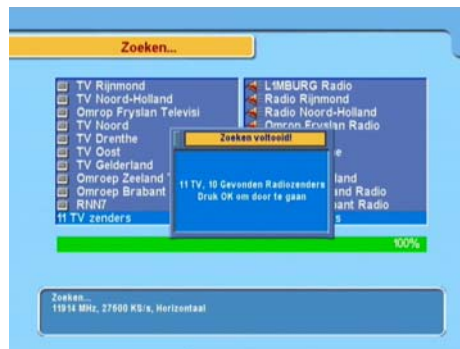 Zoeken...
TV Rijnmond
TV Noord-Holland
Omrop Fryslan Televisi
TV Noord
TV Drenthe
TV Oost
TV Gelderland
Omroep Zeeland
Omroep Brabant
RNN7
11 TV zenders
L1MBURG Radio
Radio Rijnmond
Radio Noord-Holland
Omrop Fryslan Radio
Zoeken voltooid!
11 TV, 10 Gevonden Radiozenders
Druk OK om door te gaan
100%
Zoeken...
11914 MHz, 27500 KS/s, Horizontaal